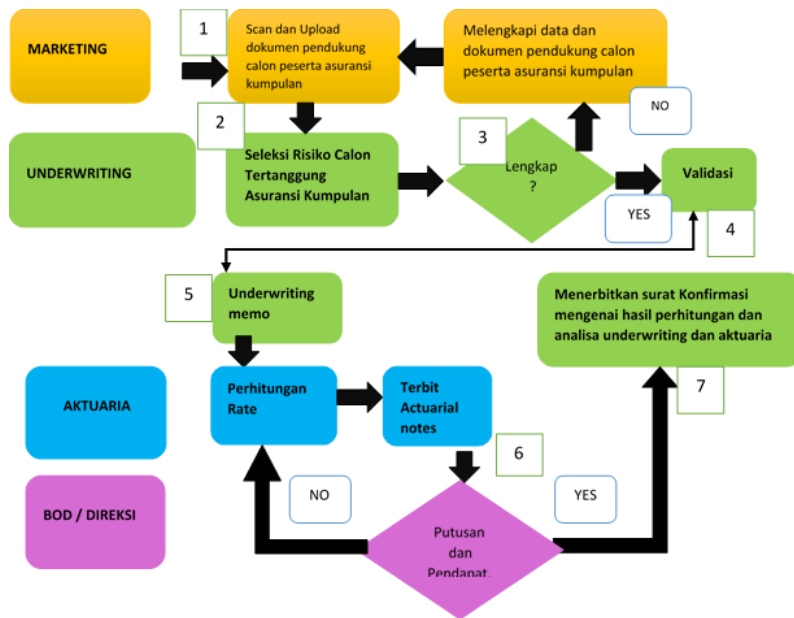 MARKETING
1
Scan dan Upload
dokumen pendukung
calon peserta asuransi
kumpulan
Melengkapi data dan
dokumen pendukung calon
peserta asuransi kumpulan
NO
UNDERWRITING
2
Seleksi Risiko Calon
Tertanggung
Asuransi Kumpulan
3
Lengkap
?
YES
Validasi
4
5
Underwriting
memo
Menerbitkan surat Konfirmasi
mengenai hasil perhitungan dan
analisa underwriting dan aktuaria
7
AKTUARIA
Perhitungan
Rate
Terbit
Actuarial
notes
6
BOD / DIREKSI
NO
YES
Putusan
dan
Pendapat.